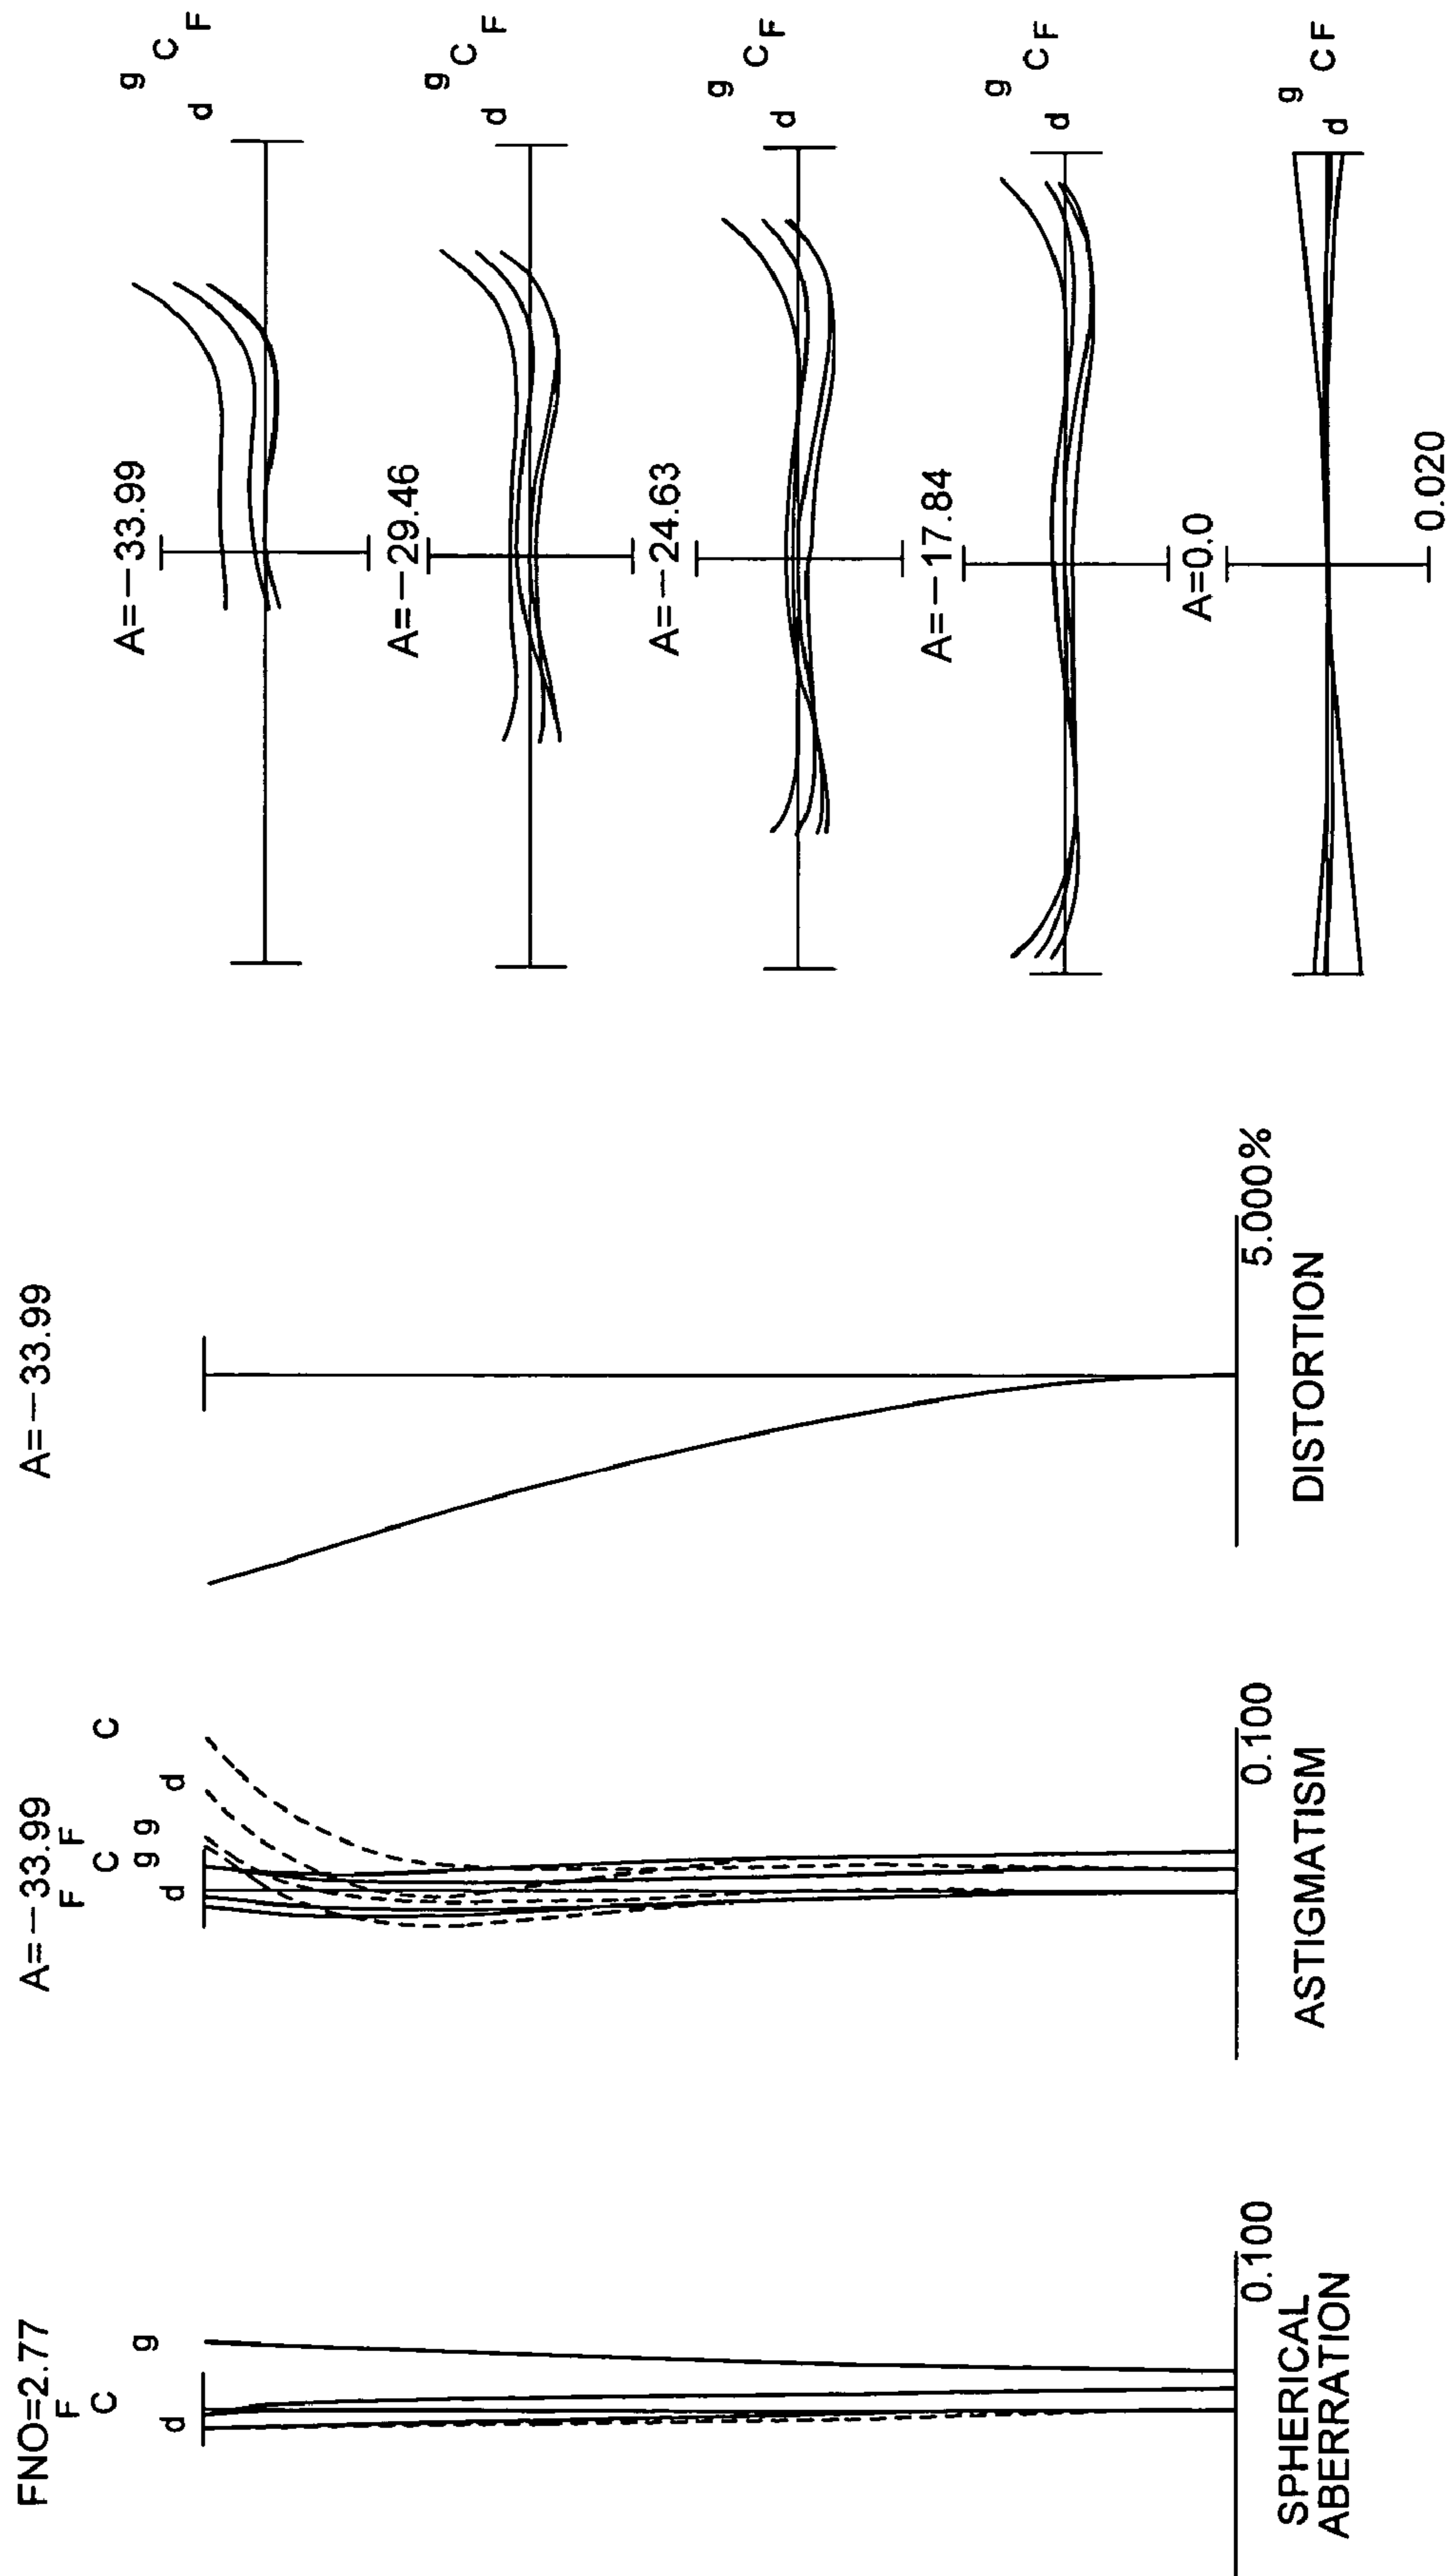 FNO=2.77
F
C
d
g
0.100
SPHERICAL
ABERRATION
A=−33.99
F
F
C
C
d
g
g
d
0.100
ASTIGMATISM
A=−33.99
5.000%
DISTORTION
A=−33.99
g
C
F
d
A=−29.46
g
C
F
d
A=−24.63
g
C
F
d
A=−17.84
g
C
F
d
A=0.0
g
C F
d
0.020